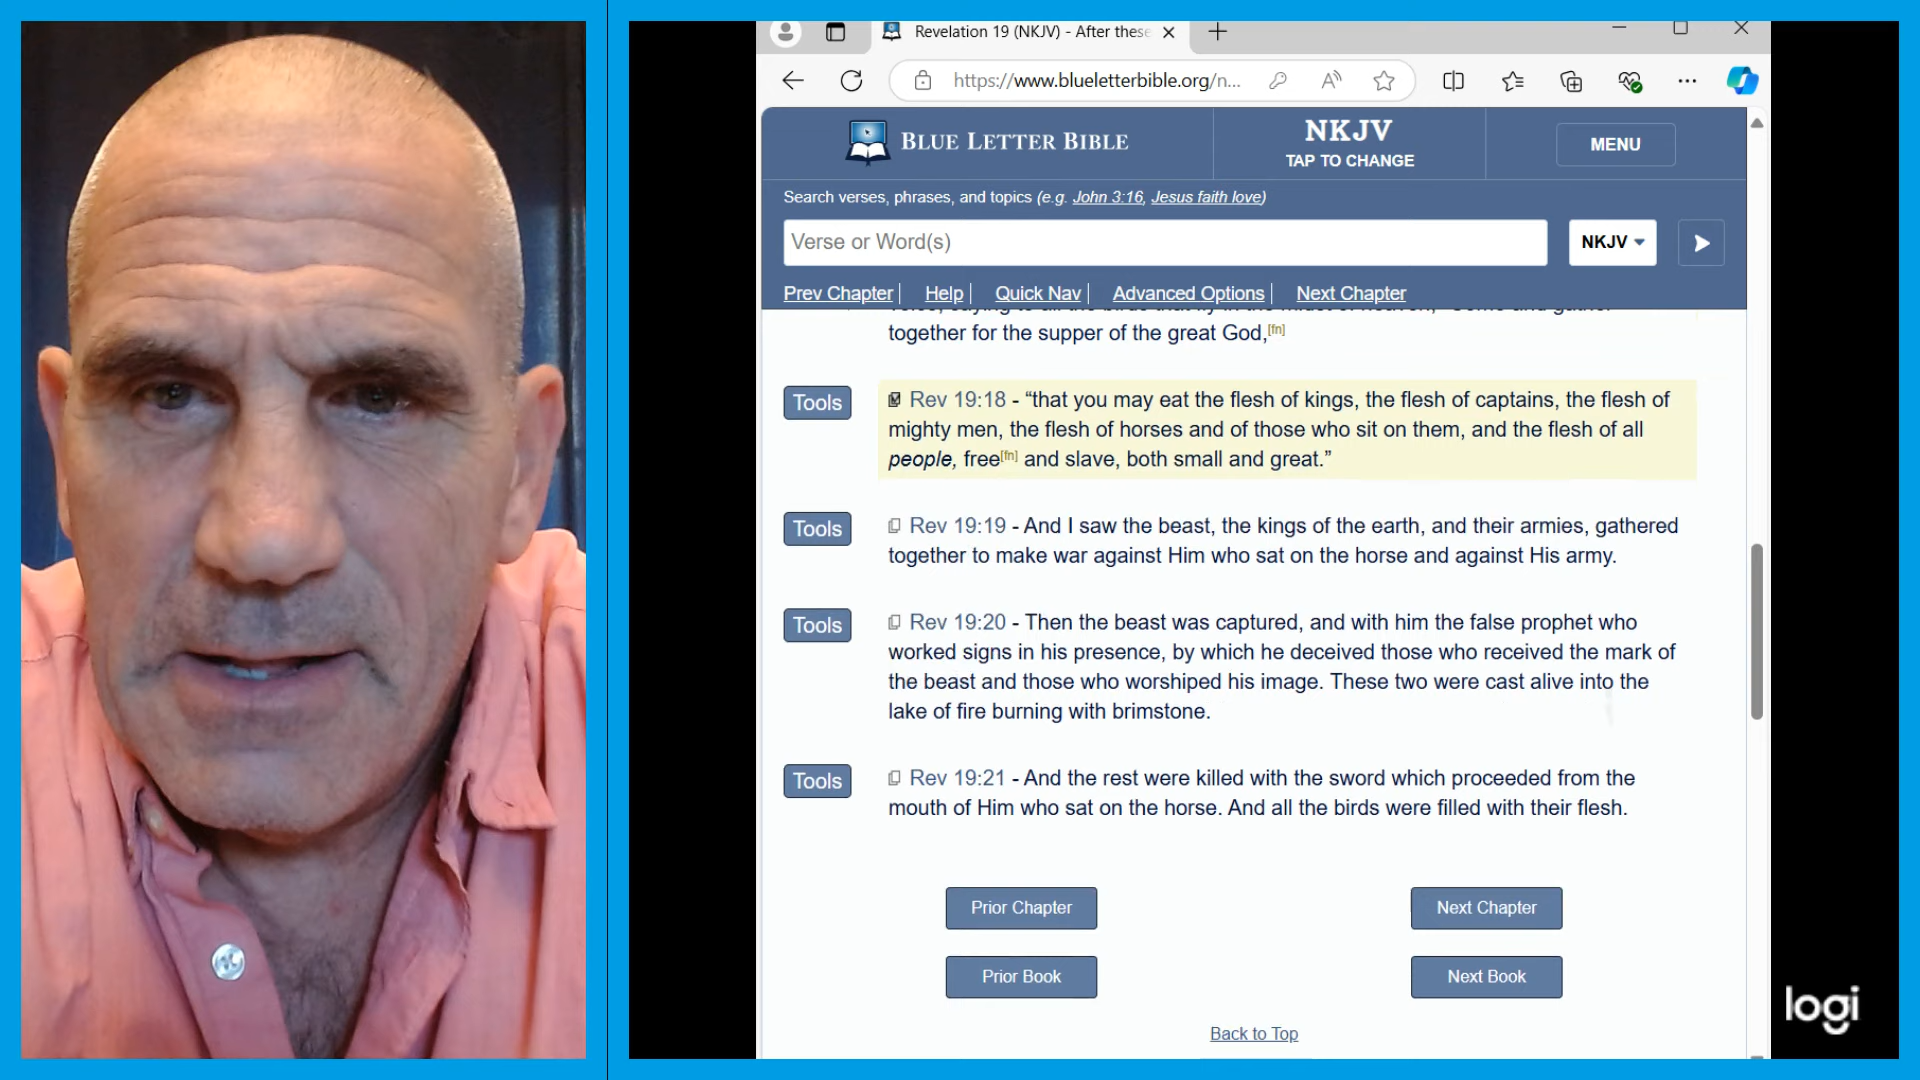 Revelation 19 (NKJV) - After these
https://www.blueletterbible.org/n...
BLUE LETTER BIBLE
NKJV
TAP TO CHANGE
MENU
Search verses, phrases, and topics (e.g. John 3:16, Jesus faith love)
Verse or Word(s)
NKJV
Prev Chapter | Help | Quick Nav | Advanced Options | Next Chapter
together for the supper of the great God,[fn]
Tools
Rev 19:18 - “that you may eat the flesh of kings, the flesh of captains, the flesh of
mighty men, the flesh of horses and of those who sit on them, and the flesh of all
people, free[fn] and slave, both small and great.”
Tools
Rev 19:19 - And I saw the beast, the kings of the earth, and their armies, gathered
together to make war against Him who sat on the horse and against His army.
Tools
Rev 19:20 - Then the beast was captured, and with him the false prophet who
worked signs in his presence, by which he deceived those who received the mark of
the beast and those who worshiped his image. These two were cast alive into the
lake of fire burning with brimstone.
Tools
Rev 19:21 - And the rest were killed with the sword which proceeded from the
mouth of Him who sat on the horse. And all the birds were filled with their flesh.
Prior Chapter
Next Chapter
Prior Book
Next Book
Back to Top
logi